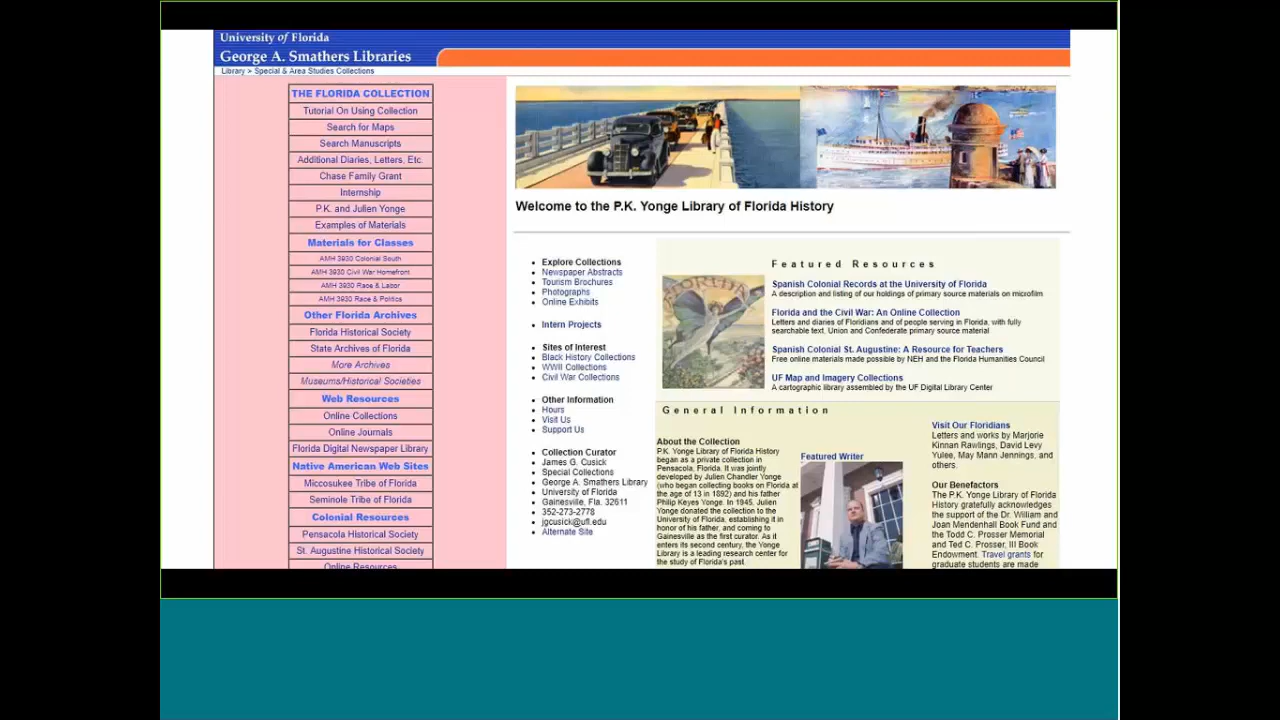 University of Florida
George A. Smathers Libraries
Library > Special & Area Studies Collections
THE FLORIDA COLLECTION
Tutorial On Using Collection
Search for Maps
Search Manuscripts
Additional Diaries, Letters, Etc.
Chase Family Grant
Internship
P.K. and Julien Yonge
Examples of Materials
Materials for Classes
AMH 3930 Colonial South
AMH 3930 Civil War Homefront
AMH 3930 Race & Labor
AMH 3930 Race & Politics
Other Florida Archives
Florida Historical Society
State Archives of Florida
More Archives
Museums/Historical Societies
Web Resources
Online Collections
Online Journals
Florida Digital Newspaper Library
Native American Web Sites
Miccosukee Tribe of Florida
Seminole Tribe of Florida
Colonial Resources
Pensacola Historical Society
St. Augustine Historical Society
Online Resources
Welcome to the P.K. Yonge Library of Florida History
Explore Collections
Newspaper Abstracts
Tourism Brochures
Photographs
Online Exhibits
Intern Projects
Sites of Interest
Black History Collections
WWII Collections
Civil War Collections
Other Information
Hours
Visit Us
Support Us
Collection Curator
James G. Cusick
Special Collections
George A. Smathers Library
University of Florida
Gainesville, Fla. 32611
352-273-2778
jgcusick@ufl.edu
Alternate Site
FLORIDA
Featured Resources
Spanish Colonial Records at the University of Florida
A description and listing of our holdings of primary source materials on microfilm
Florida and the Civil War: An Online Collection
Letters and diaries of Floridians and of people serving in Florida, with fully
searchable text. Union and Confederate primary source material
Spanish Colonial St. Augustine: A Resource for Teachers
Free online materials made possible by NEH and the Florida Humanities Council
UF Map and Imagery Collections
A cartographic library assembled by the UF Digital Library Center
General Information
About the Collection
P.K. Yonge Library of Florida History
began as a private collection in
Pensacola, Florida. It was jointly
developed by Julien Chandler Yonge
(who began collecting books on Florida at
the age of 13 in 1892) and his father
Philip Keyes Yonge. In 1945, Julien
Yonge donated the collection to the
University of Florida, establishing it in
honor of his father, and coming to
Gainesville as the first curator. As it
enters its second century, the Yonge
Library is a leading research center for
the study of Florida's past
Featured Writer
Visit Our Floridians
Letters and works by Marjorie
Kinnan Rawlings, David Levy
Yulee, May Mann Jennings, and
others.
Our Benefactors
The P.K. Yonge Library of Florida
History gratefully acknowledges
the support of the Dr. William and
Joan Mendenhall Book Fund and
the Todd C. Prosser Memorial
and Ted C. Prosser, III Book
Endowment. Travel grants for
graduate students are made